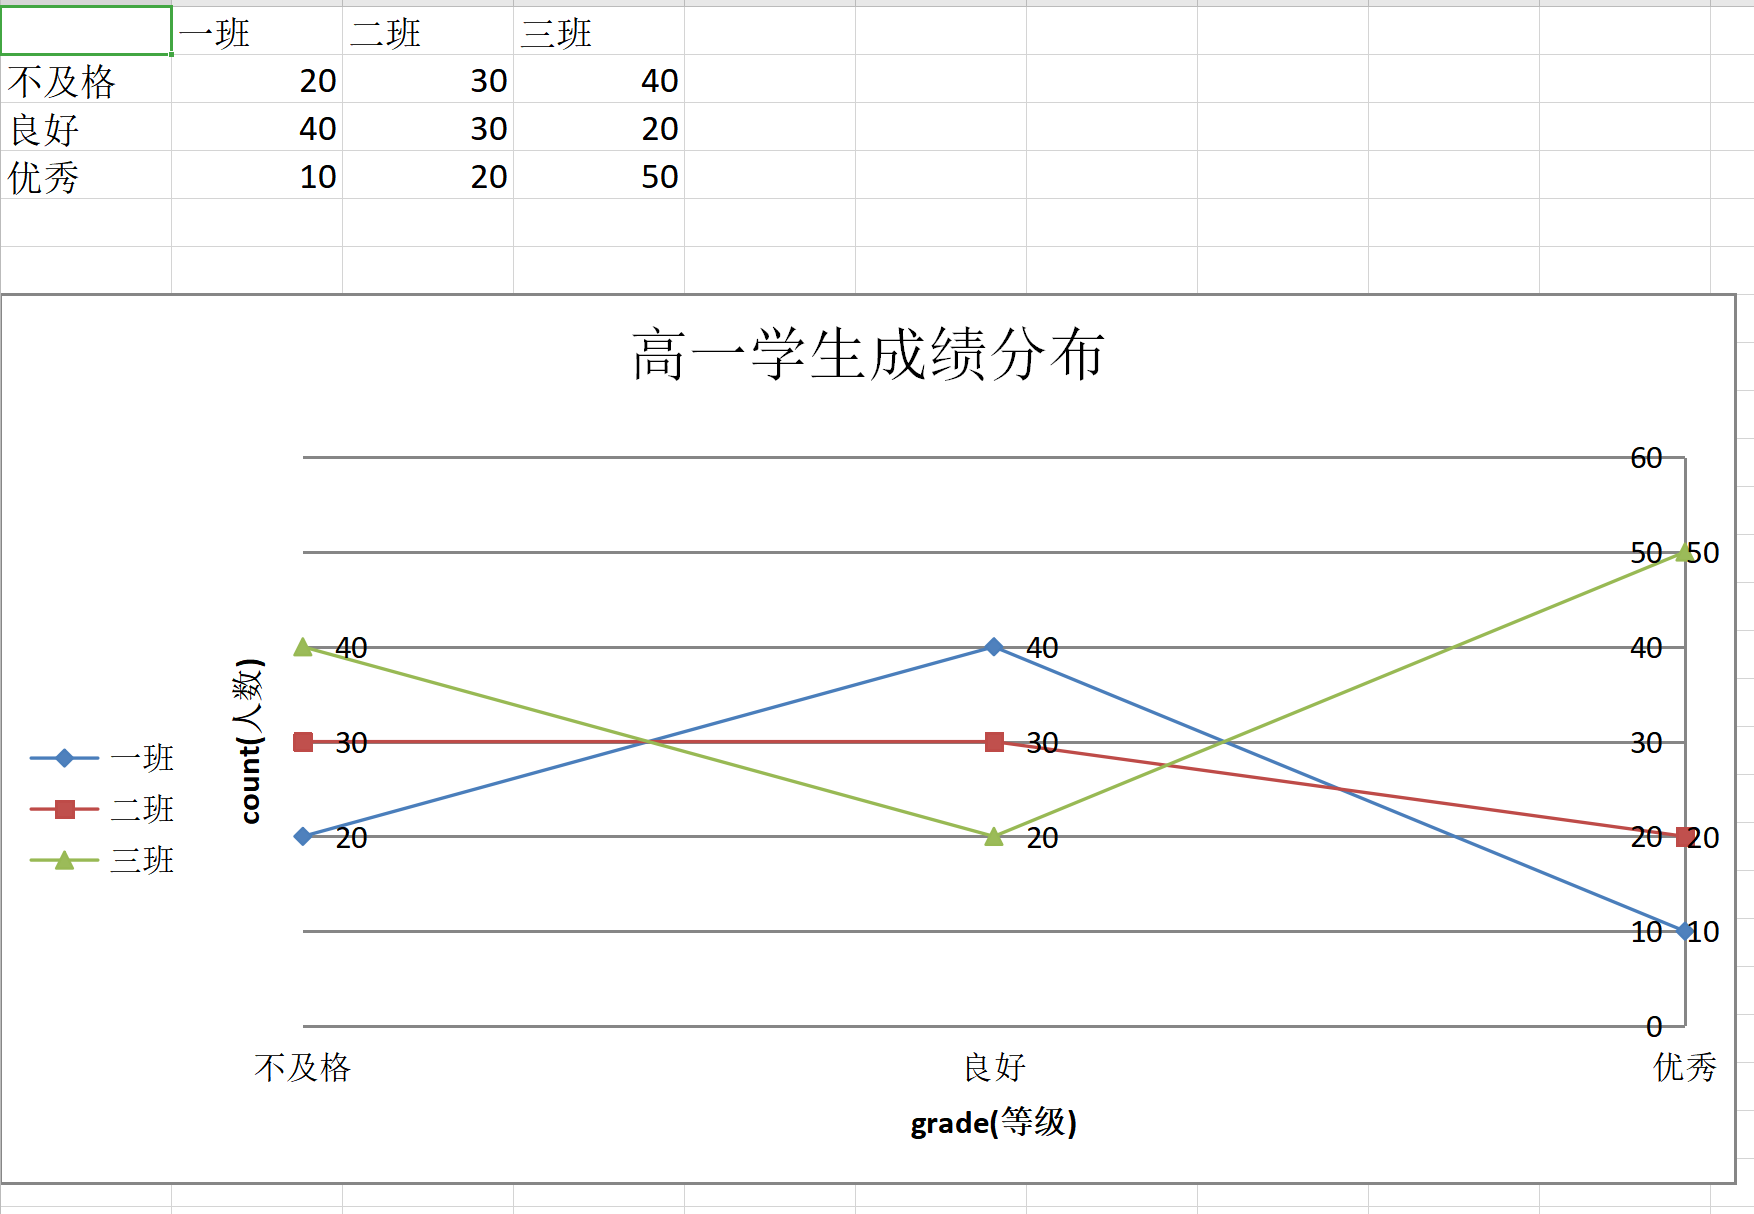 一班 二班 三班
不及格 20 30 40
良好 40 30 20
优秀 10 20 50
高一学生成绩分布
60
50 50
40 40 40
30 30 30
20 20 20 20
10 10
0
count(人数)
一班
二班
三班
不及格 良好 优秀
grade(等级)